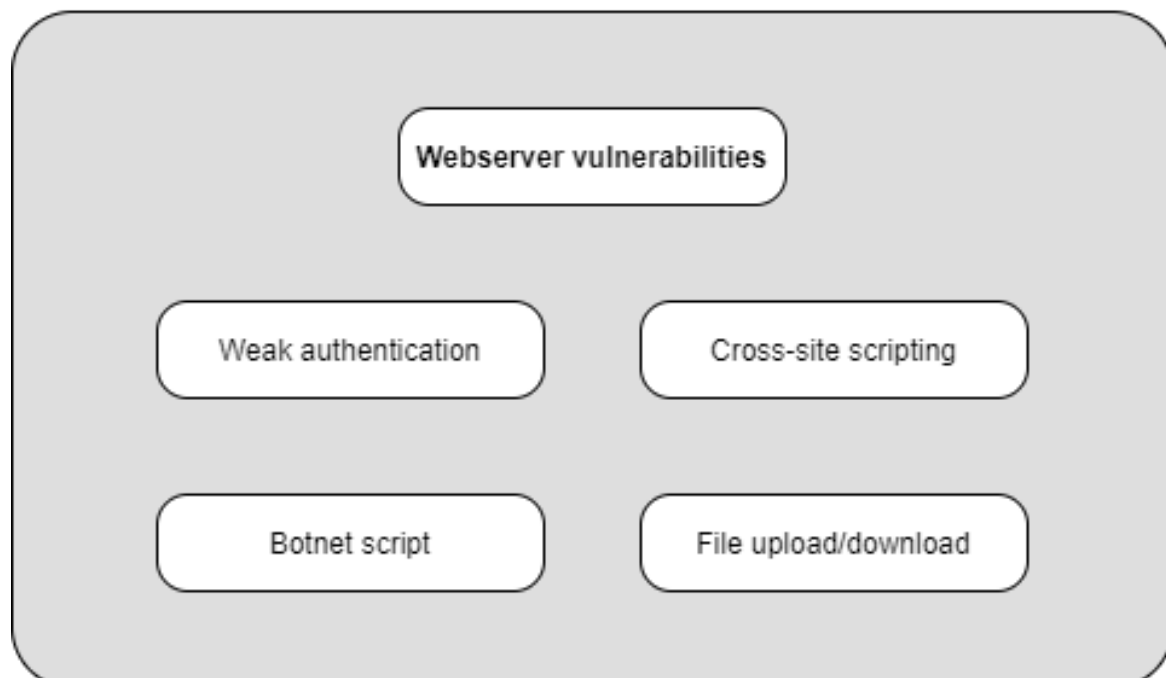 Webserver vulnerabilities
Weak authentication
Cross-site scripting
Botnet script
File upload/download